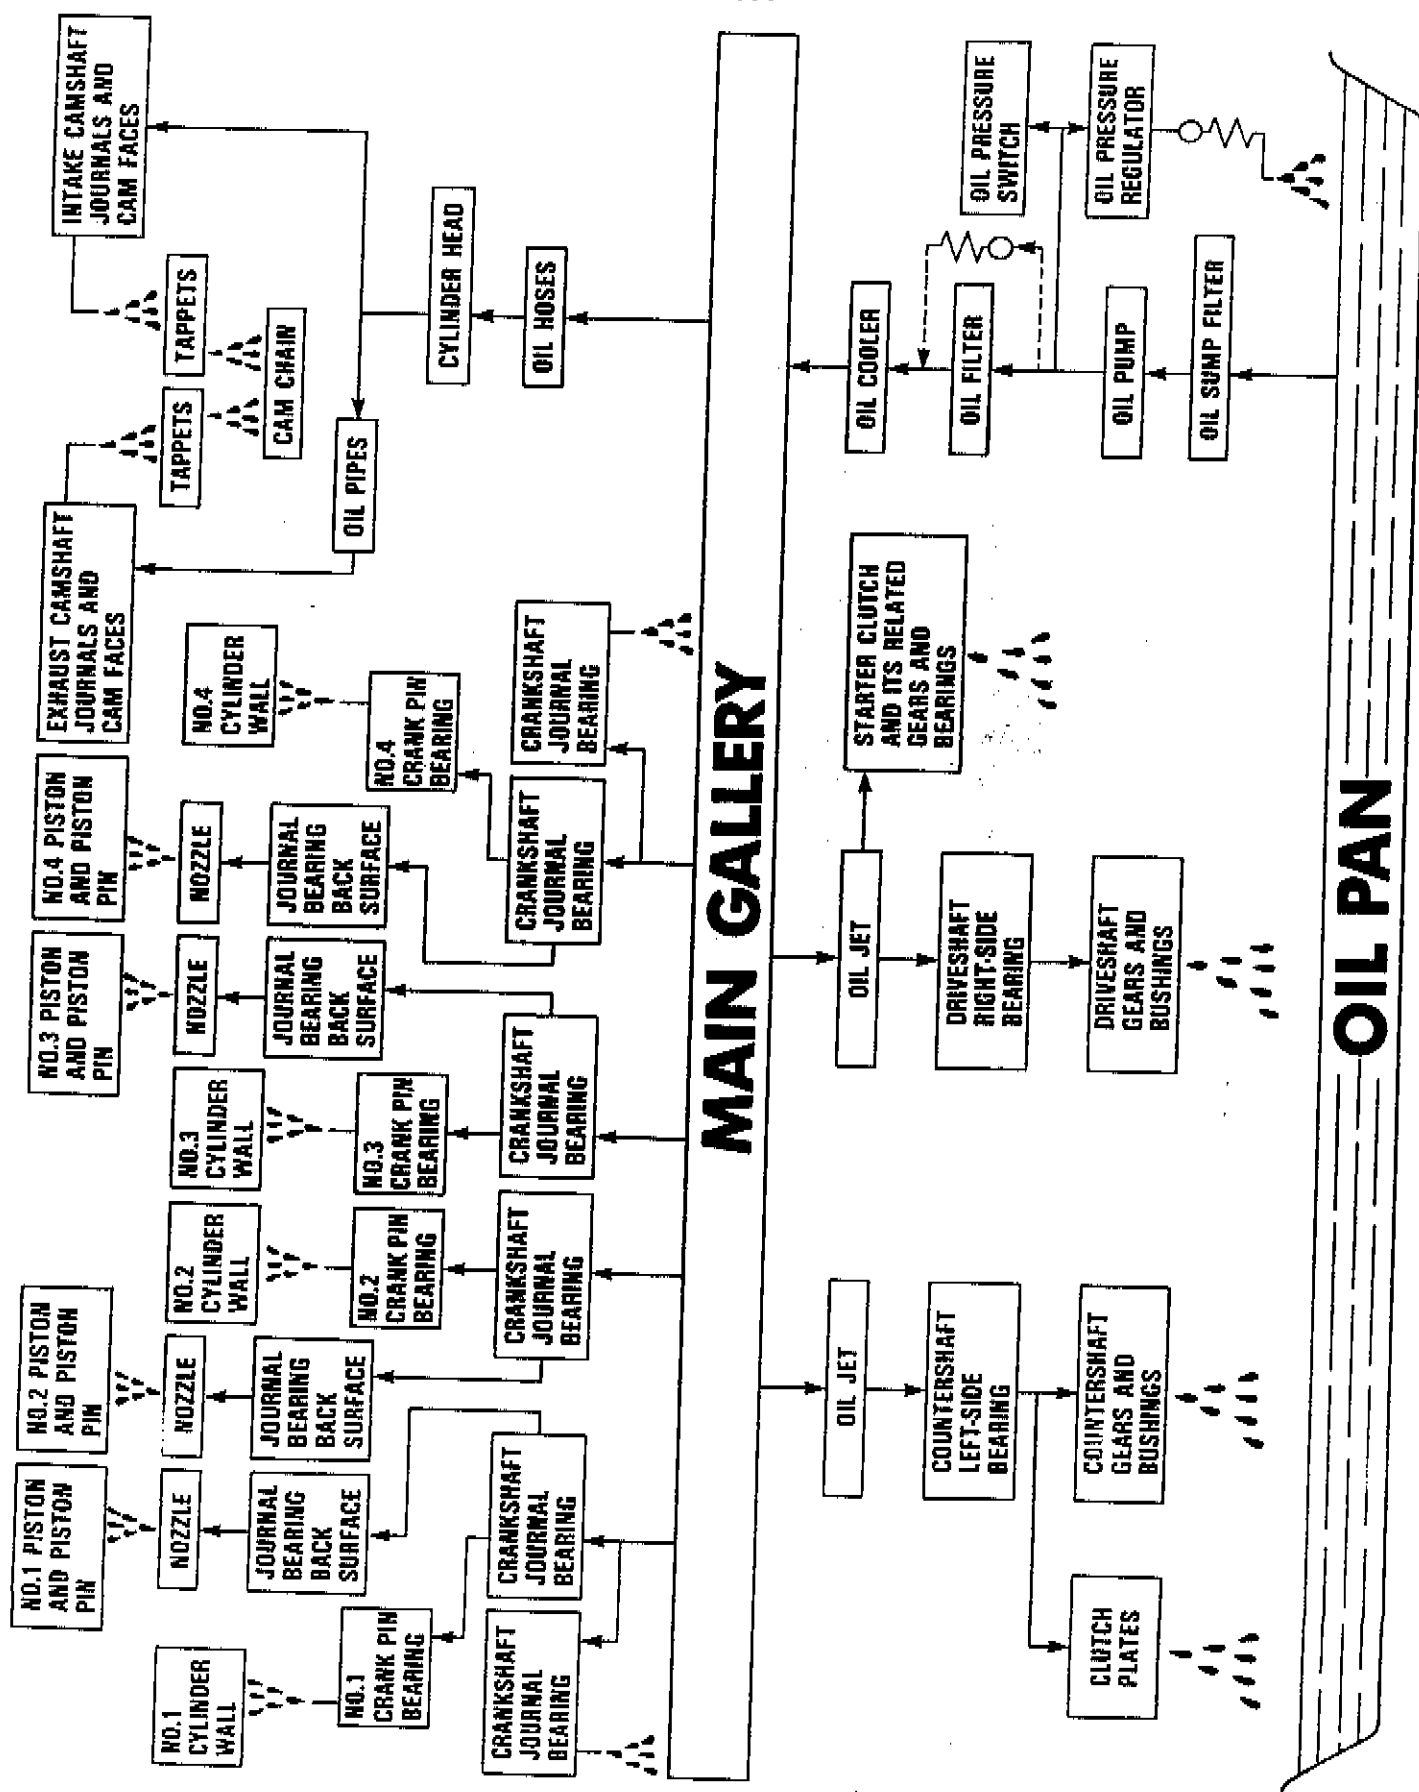 NO.1 PISTON
AND PISTON
PIN
NO.2 PISTON
AND PISTON
PIN
NO.3 PISTON
AND PISTON
PIN
NO.4 PISTON
AND PISTON
PIN
EXHAUST CAMSHAFT
JOURNALS AND
CAM FACES
INTAKE CAMSHAFT
JOURNALS AND
CAM FACES
NO.1
CYLINDER
WALL
NOZZLE
NOZZLE
NO.2
CYLINDER
WALL
NO.3
CYLINDER
WALL
NOZZLE
NOZZLE
NO.4
CYLINDER
WALL
TAPPETS
TAPPETS
CAM CHAIN
JOURNAL
BEARING
BACK
SURFACE
JOURNAL
BEARING
BACK
SURFACE
JOURNAL
BEARING
BACK
SURFACE
JOURNAL
BEARING
BACK
SURFACE
OIL PIPES
NO.1
CRANK PIN
BEARING
NO.2
CRANK PIN
BEARING
NO.3
CRANK PIN
BEARING
NO.4
CRANK PIN
BEARING
CYLINDER HEAD
CRANKSHAFT
JOURNAL
BEARING
CRANKSHAFT
JOURNAL
BEARING
CRANKSHAFT
JOURNAL
BEARING
CRANKSHAFT
JOURNAL
BEARING
CRANKSHAFT
JOURNAL
BEARING
CRANKSHAFT
JOURNAL
BEARING
OIL HOSES
MAIN GALLERY
OIL JET
OIL JET
STARTER CLUTCH
AND ITS RELATED
GEARS AND
BEARINGS
OIL COOLER
COUNTERSHAFT
LEFT-SIDE
BEARING
DRIVESHAFT
RIGHT-SIDE
BEARING
OIL FILTER
OIL PRESSURE
SWITCH
CLUTCH
PLATES
COUNTERSHAFT
GEARS AND
BUSHINGS
DRIVESHAFT
GEARS AND
BUSHINGS
OIL PUMP
OIL PRESSURE
REGULATOR
OIL SUMP FILTER
OIL PAN